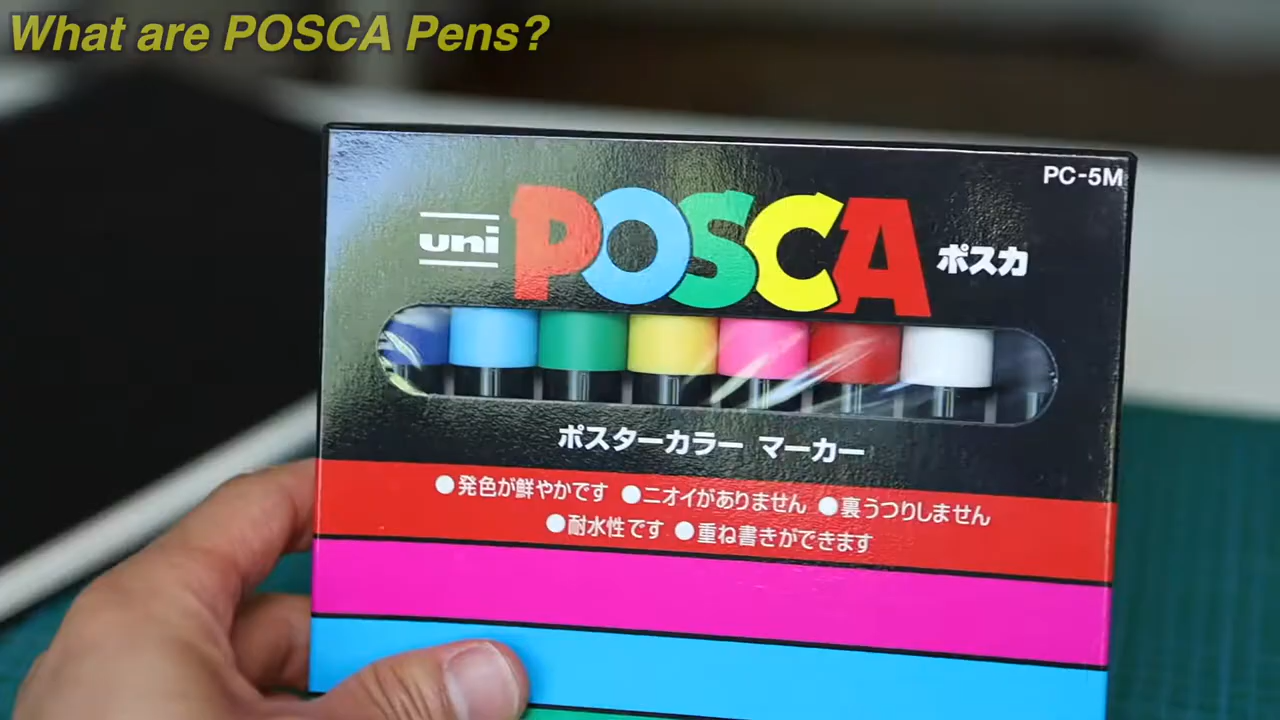 What are POSCA Pens?
PC-5M
uni POSCA ポスカ
ポスターカラー マーカー
●発色が鮮やかです ●ニオイがありません ●裏うつりしません
●耐水性です ●重ね書きができます